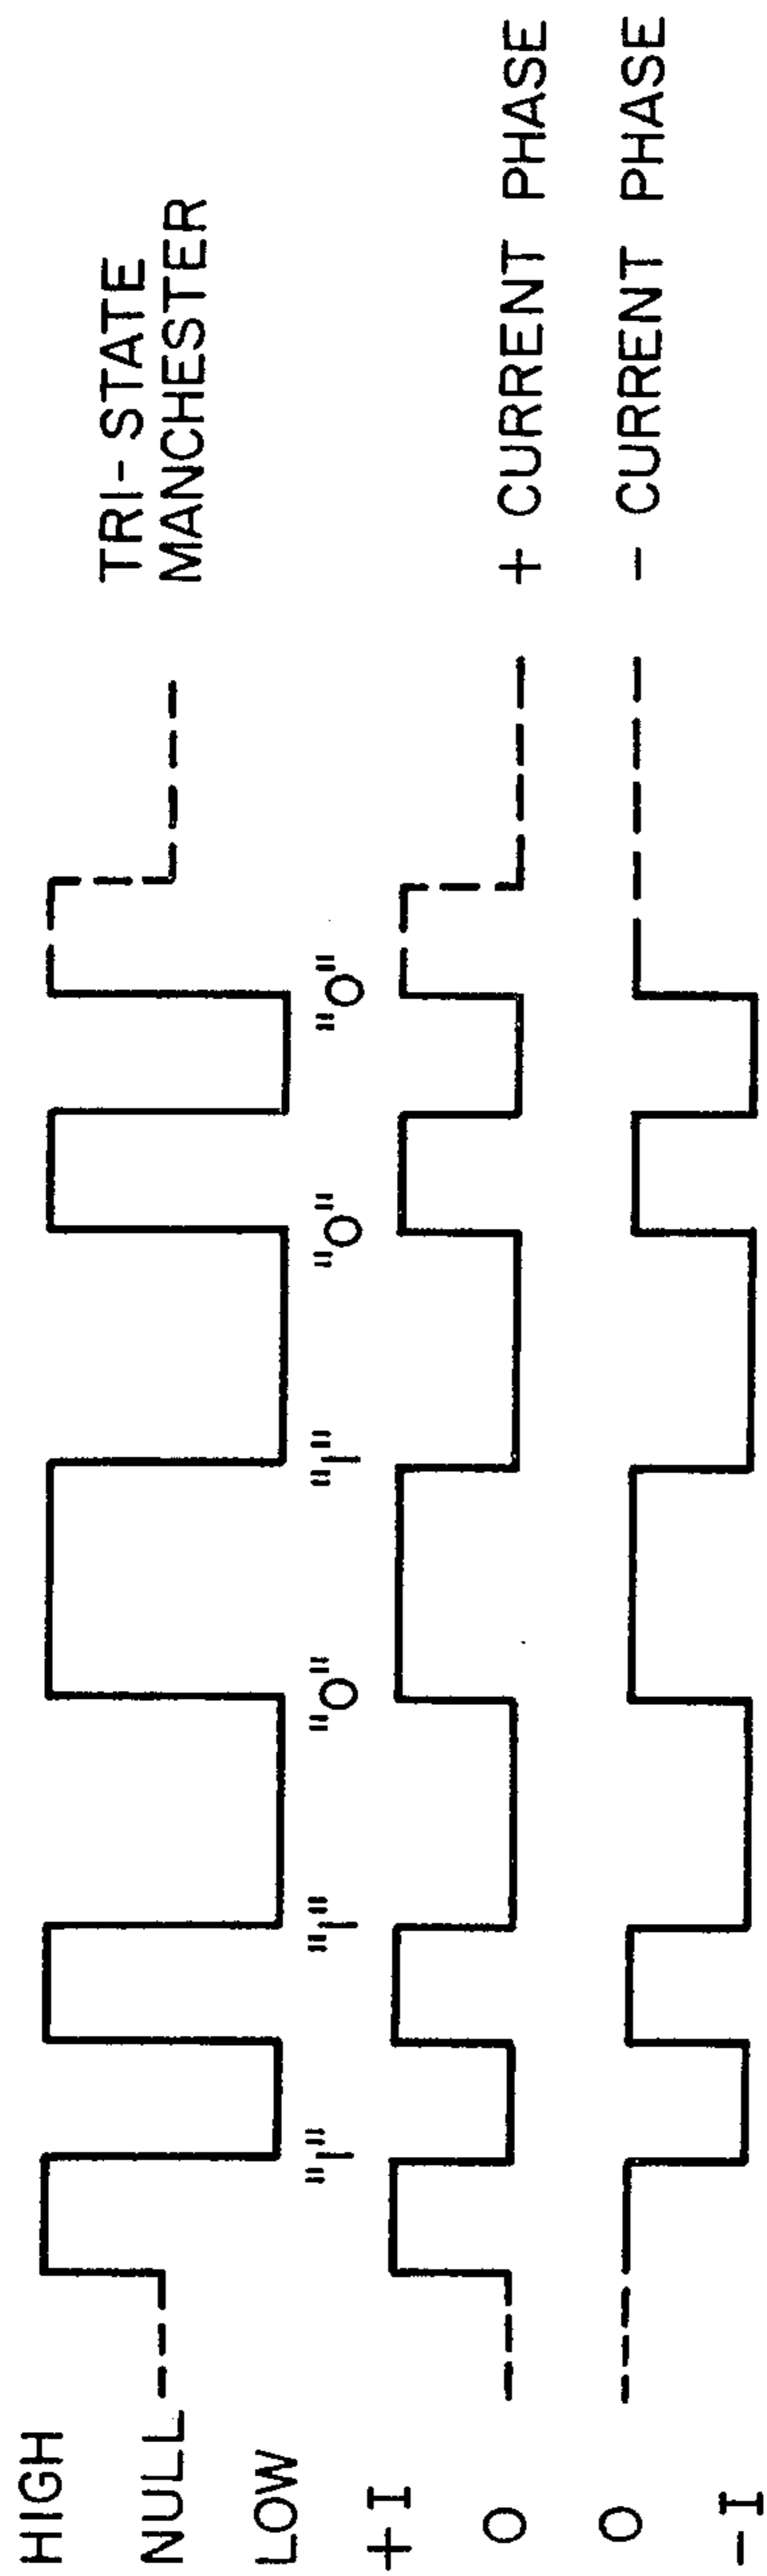 HIGH
NULL
LOW
TRI-STATE
MANCHESTER
"1" "1" "0" "1" "0" "0"
+I
0
+ CURRENT PHASE
0
- CURRENT PHASE
-I